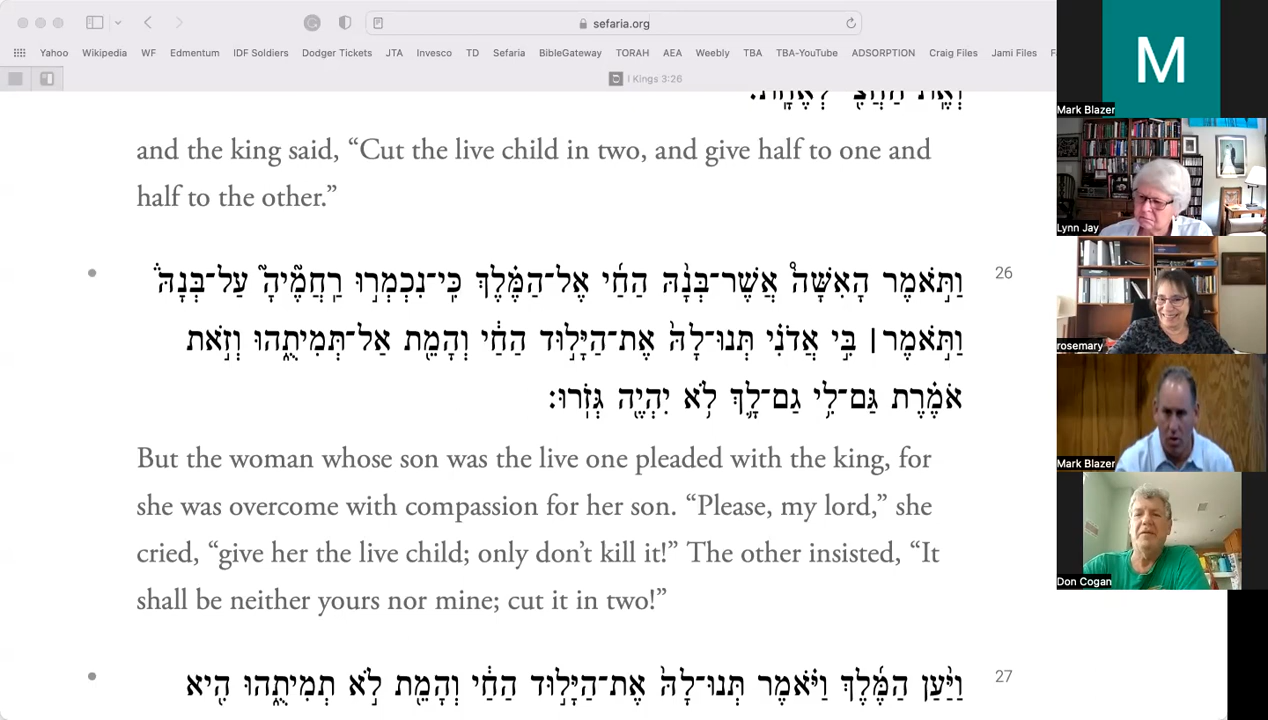 sefaria.org
Yahoo Wikipedia WF Edmentum IDF Soldiers Dodger Tickets JTA Invesco TD Sefaria BibleGateway TORAH AEA Weebly TBA TBA-YouTube ADSORPTION Craig Files Jami Files
I Kings 3:26
and the king said, “Cut the live child in two, and give half to one and
half to the other.”
וַתֹּ֣אמֶר הָאִשָּׁה֩ אֲשֶׁר־בְּנָ֨הּ הַחַ֜י אֶל־הַמֶּ֗לֶךְ כִּֽי־נִכְמְר֣וּ רַחֲמֶ֘יהָ֮ עַל־בְּנָהּ֒
26
וַתֹּ֣אמֶר ׀ בִּ֣י אֲדֹנִ֗י תְּנוּ־לָהּ֙ אֶת־הַיָּל֣וּד הַחַ֔י וְהָמֵ֖ת אַל־תְּמִיתֻ֑הוּ וְזֹ֣את
אֹמֶ֗רֶת גַּם־לִ֥י גַם־לָ֛ךְ לֹ֥א יִהְיֶ֖ה גְּזֹֽרוּ׃
But the woman whose son was the live one pleaded with the king, for
she was overcome with compassion for her son. “Please, my lord,” she
cried, “give her the live child; only don’t kill it!” The other insisted, “It
shall be neither yours nor mine; cut it in two!”
וַיַּ֨עַן הַמֶּ֜לֶךְ וַיֹּ֗אמֶר תְּנוּ־לָהּ֙ אֶת־הַיָּל֣וּד הַחַ֔י וְהָמֵ֖ת לֹ֣א תְמִיתֻ֑הוּ הִ֖יא
27
M
Mark Blazer
Lynn Jay
rosemary
Mark Blazer
Don Cogan